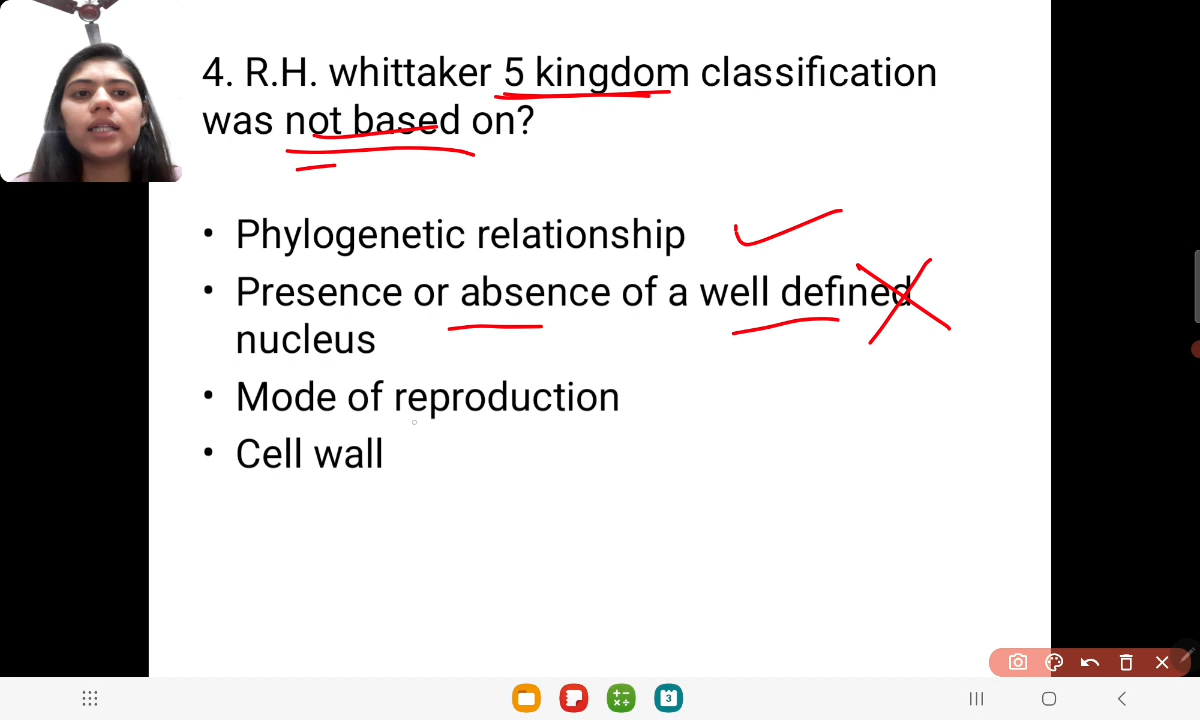 4. R.H. whittaker 5 kingdom classification
was not based on?
• Phylogenetic relationship
• Presence or absence of a well defined
nucleus
• Mode of reproduction
• Cell wall
3